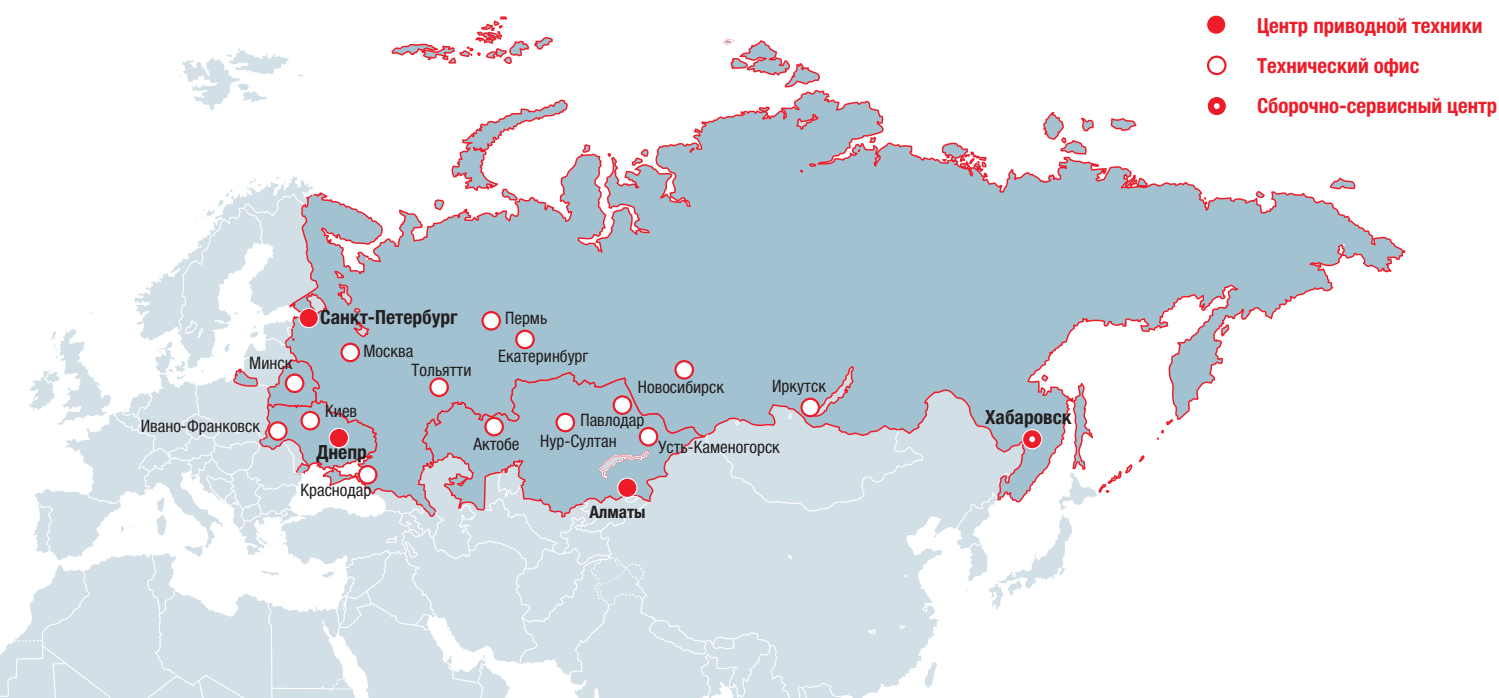 Центр приводной техники
Технический офис
Сборочно-сервисный центр
Санкт-Петербург
Пермь
Москва
Екатеринбург
Минск
Тольятти
Новосибирск
Иркутск
Киев
Павлодар
Хабаровск
Ивано-Франковск
Актобе
Нур-Султан
Усть-Каменогорск
Днепр
Краснодар
Алматы